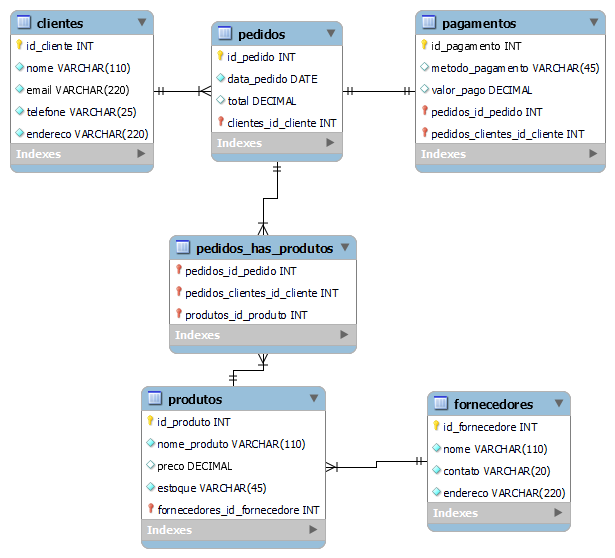 clientes
id_cliente INT
nome VARCHAR(110)
email VARCHAR(220)
telefone VARCHAR(25)
endereco VARCHAR(220)
Indexes
pedidos
id_pedido INT
data_pedido DATE
total DECIMAL
clientes_id_cliente INT
Indexes
pagamentos
id_pagamento INT
metodo_pagamento VARCHAR(45)
valor_pago DECIMAL
pedidos_id_pedido INT
pedidos_clientes_id_cliente INT
Indexes
pedidos_has_produtos
pedidos_id_pedido INT
pedidos_clientes_id_cliente INT
produtos_id_produto INT
Indexes
produtos
id_produto INT
nome_produto VARCHAR(110)
preco DECIMAL
estoque VARCHAR(45)
fornecedores_id_fornecedore INT
Indexes
fornecedores
id_fornecedore INT
nome VARCHAR(110)
contato VARCHAR(20)
endereco VARCHAR(220)
Indexes